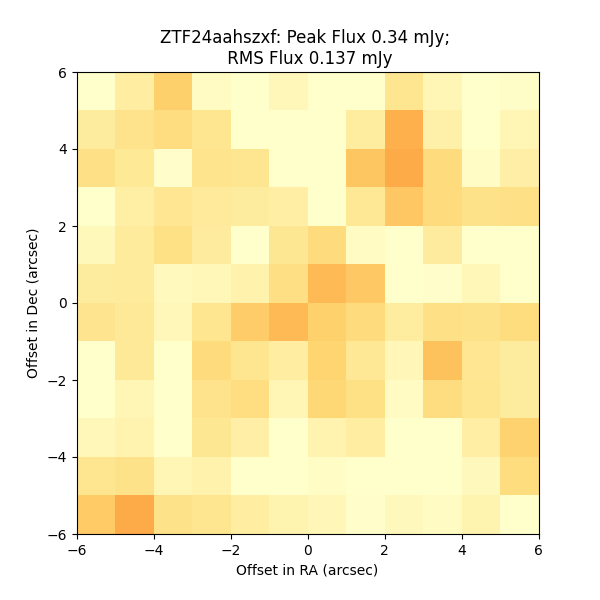 ZTF24aahszxf: Peak Flux 0.34 mJy;
RMS Flux 0.137 mJy
6
4
2
0
−2
−4
−6
Offset in Dec (arcsec)
−6 −4 −2 0 2 4 6
Offset in RA (arcsec)